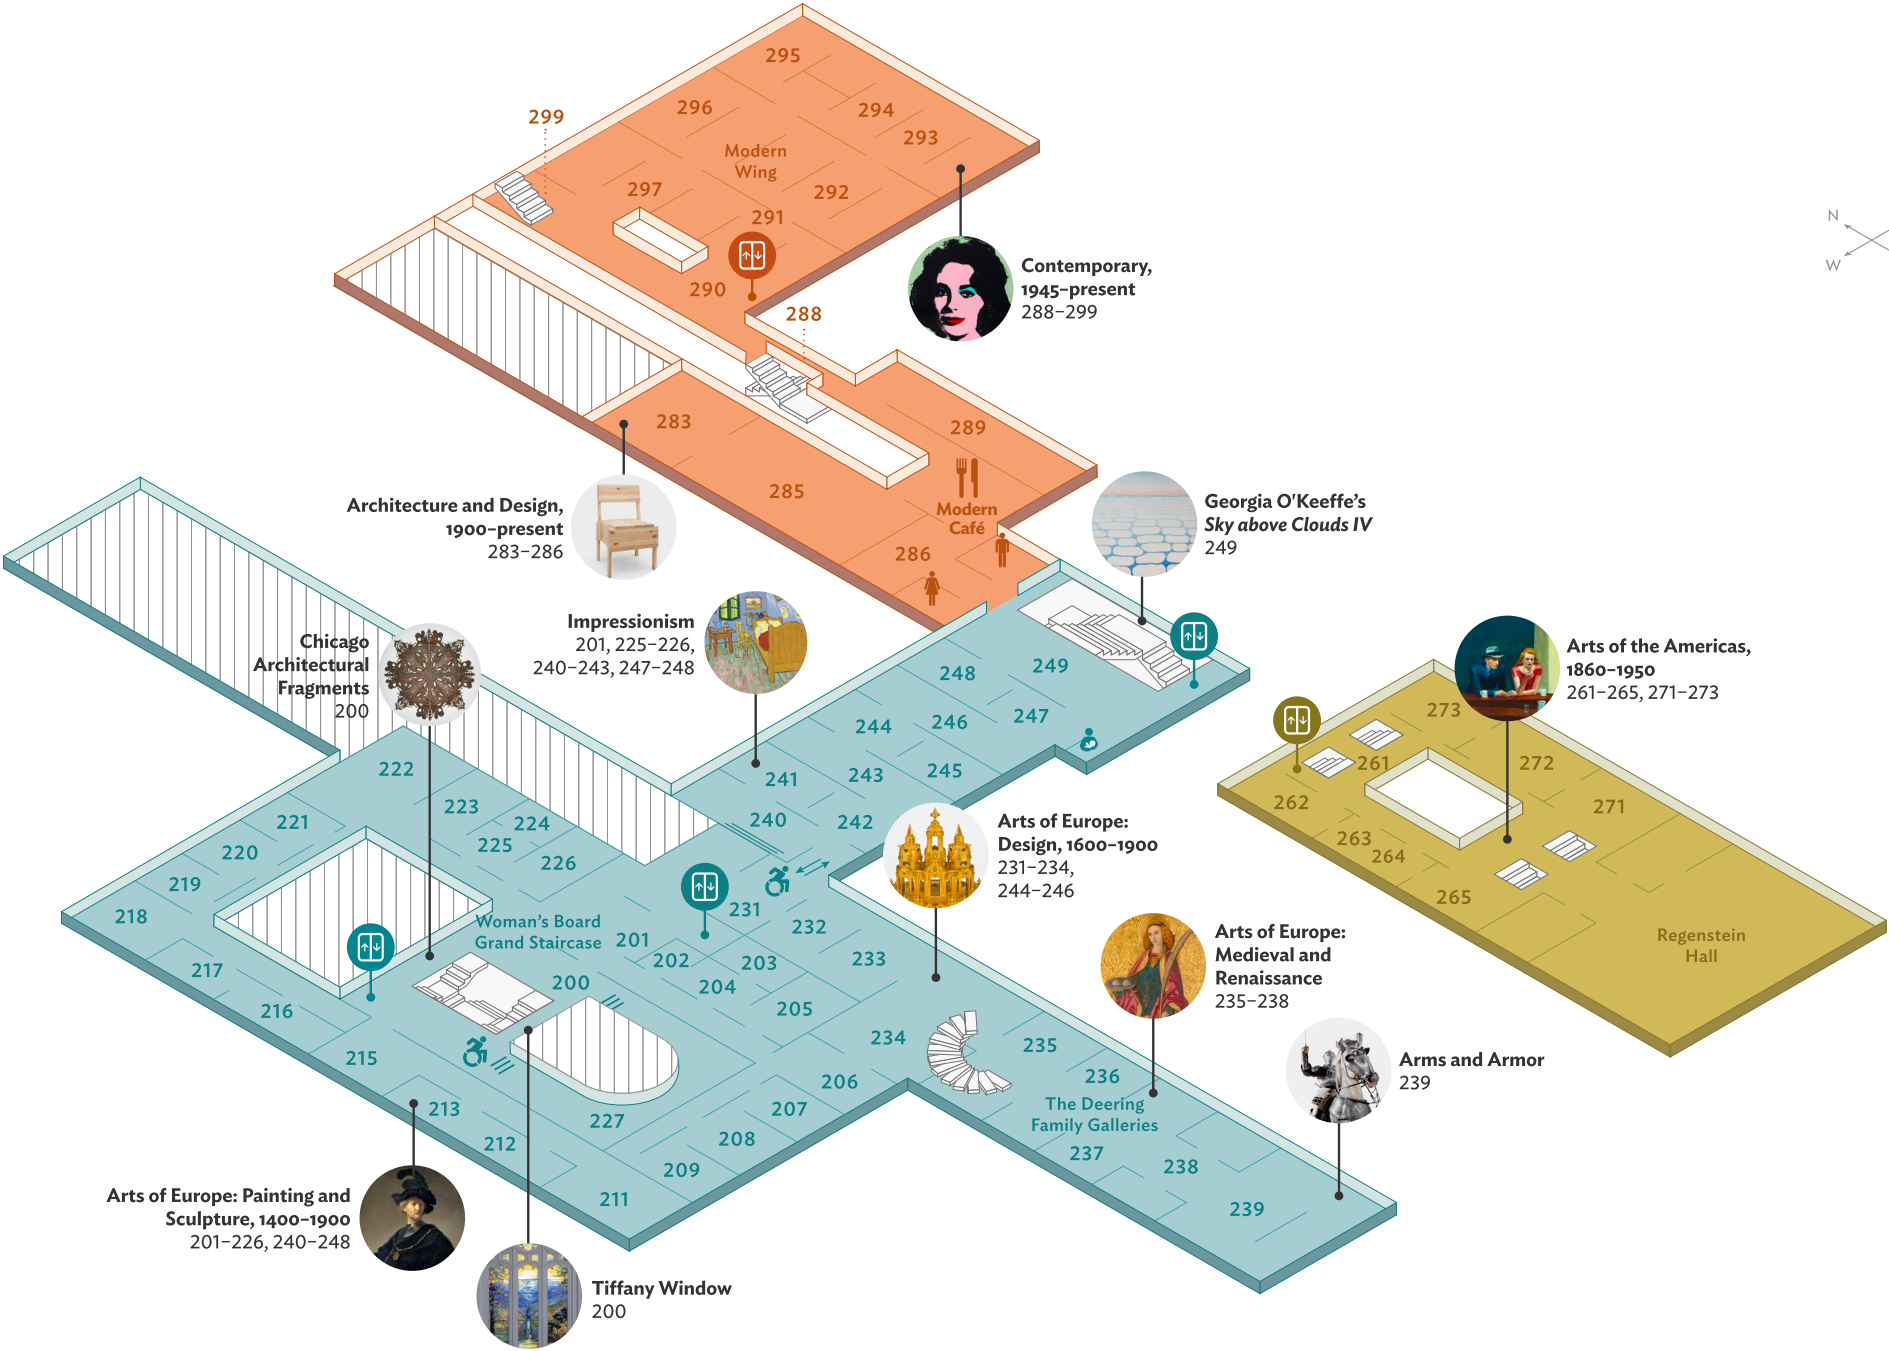 295
296
294
299
293
Modern
Wing
297
292
291
N
W
290
288
Contemporary,
1945–present
288–299
283
289
285
Modern
Café
286
Architecture and Design,
1900–present
283–286
Georgia O'Keeffe's
Sky above Clouds IV
249
Impressionism
201, 225–226,
240–243, 247–248
Chicago
Architectural
Fragments
200
Arts of the Americas,
1860–1950
261–265, 271–273
248
249
244
246
247
241
243
245
240
242
273
261
272
262
271
263
264
265
Regenstein
Hall
222
223
224
221
225
226
220
219
218
217
216
215
213
212
211
Arts of Europe:
Design, 1600–1900
231–234,
244–246
Woman's Board
Grand Staircase
201
231
232
202
203
233
200
204
205
234
206
207
208
209
227
235
236
The Deering
Family Galleries
237
238
239
Arts of Europe:
Medieval and
Renaissance
235–238
Arms and Armor
239
Arts of Europe: Painting and
Sculpture, 1400–1900
201–226, 240–248
Tiffany Window
200